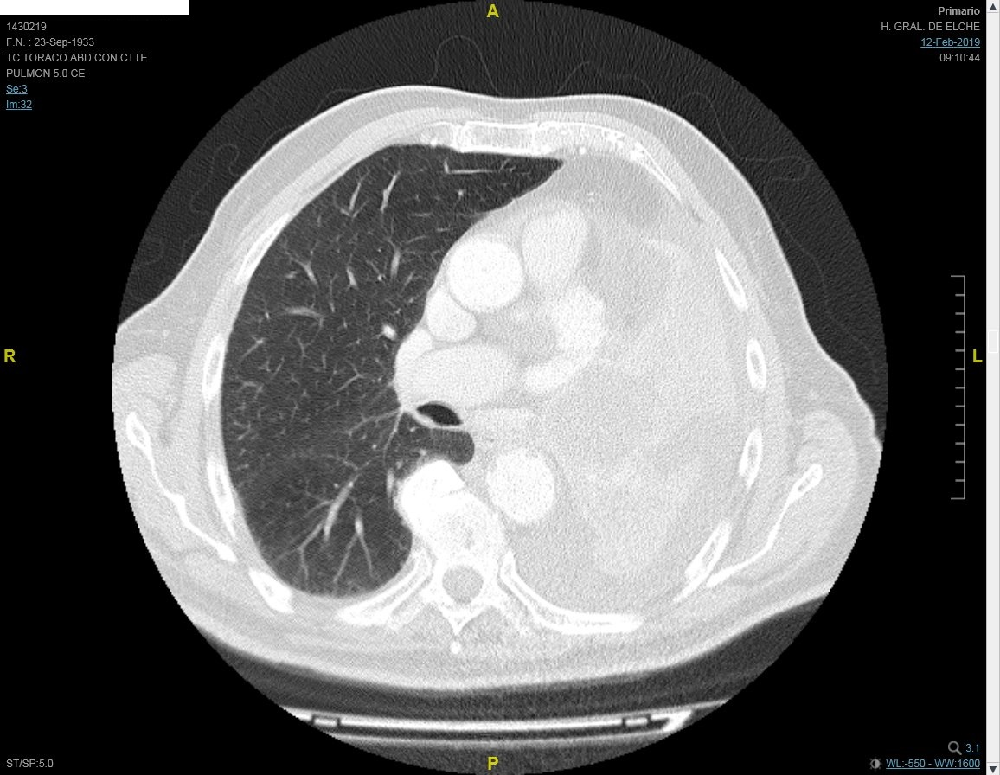 A
1430219
F.N. : 23-Sep-1933
TC TORACO ABD CON CTTE
PULMON 5.0 CE
Se:3
Im:32
Primario
H. GRAL. DE ELCHE
12-Feb-2019
09:10:44
R
L
3.1
ST/SP:5.0
P
WL:-550 - WW:1600